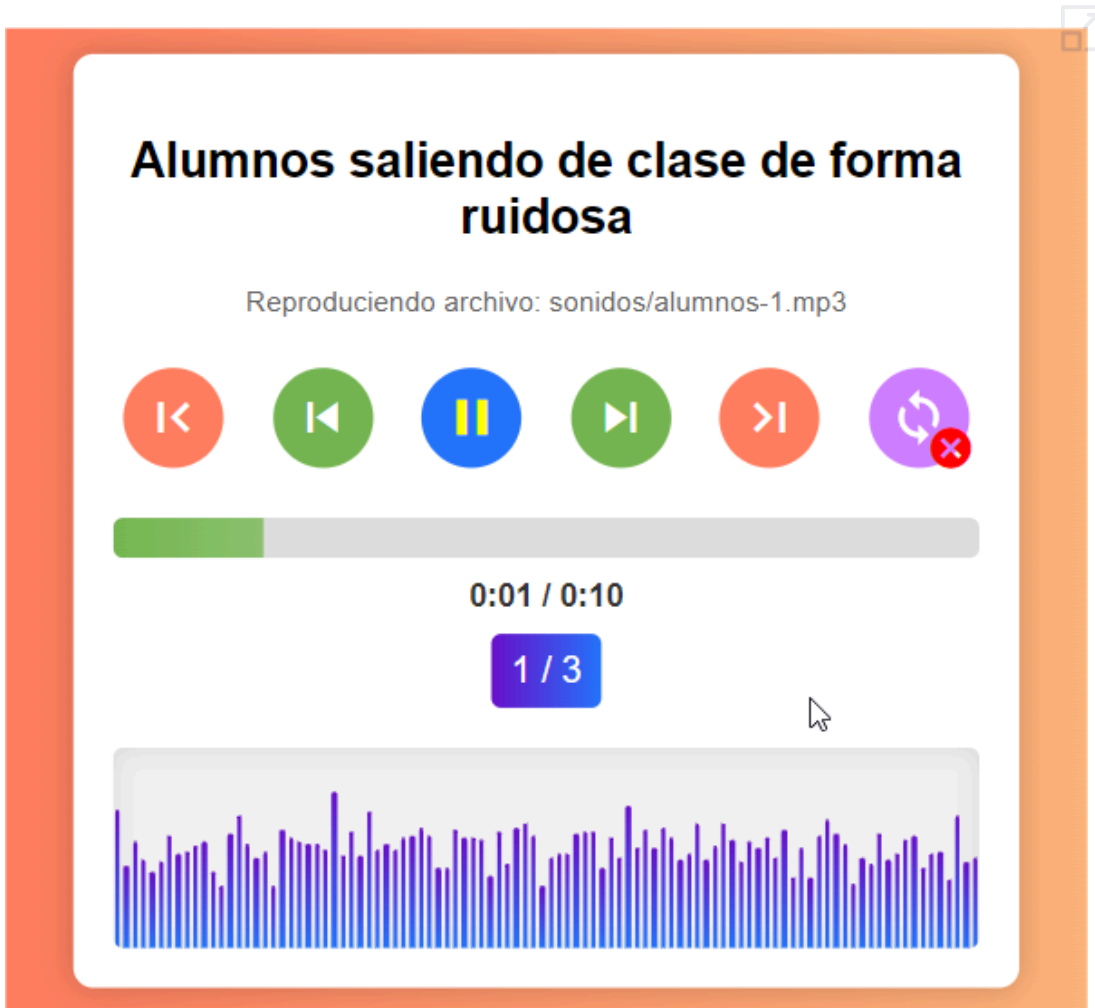 Alumnos saliendo de clase de forma
ruidosa
Reproduciendo archivo: sonidos/alumnos-1.mp3
0:01 / 0:10
1 / 3